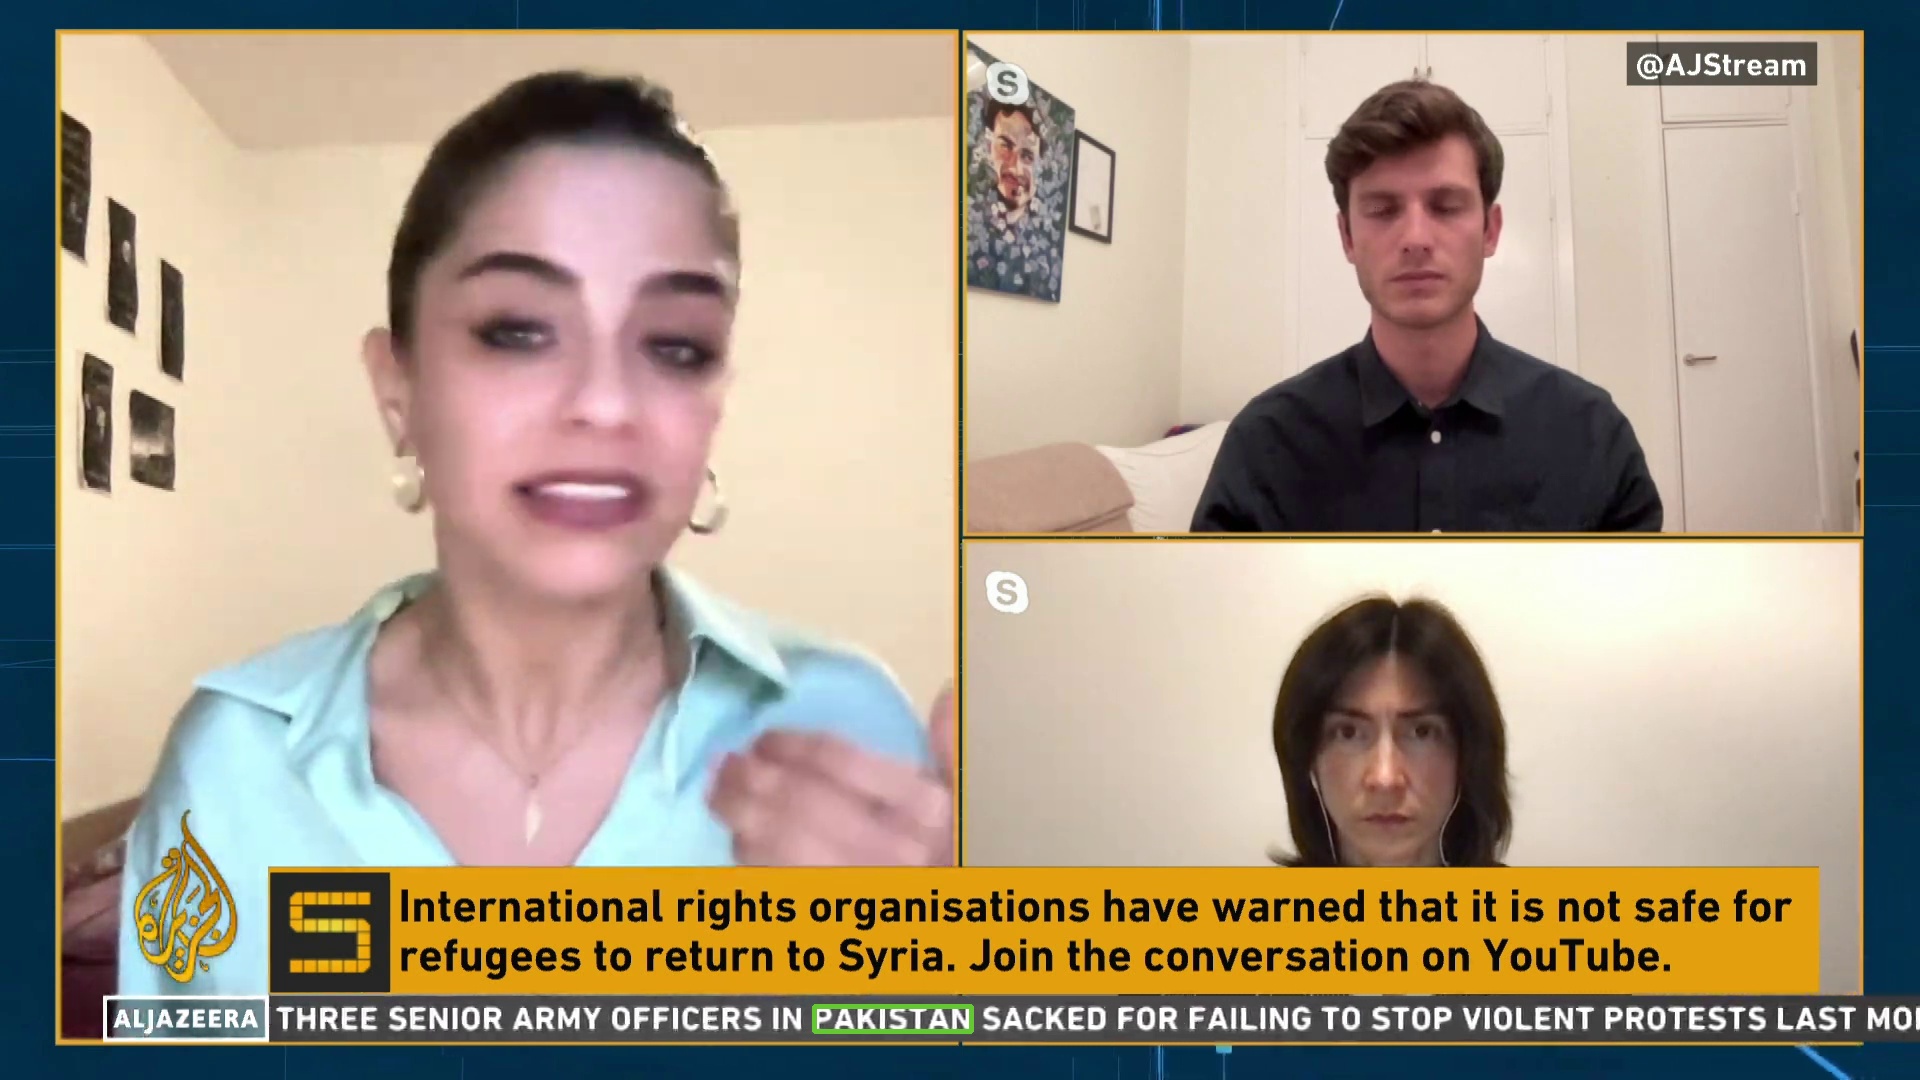 @AJStream
S
S
S
International rights organisations have warned that it is not safe for
refugees to return to Syria. Join the conversation on YouTube.
الجزيرة
ALJAZEERA THREE SENIOR ARMY OFFICERS IN PAKISTAN SACKED FOR FAILING TO STOP VIOLENT PROTESTS LAST MO